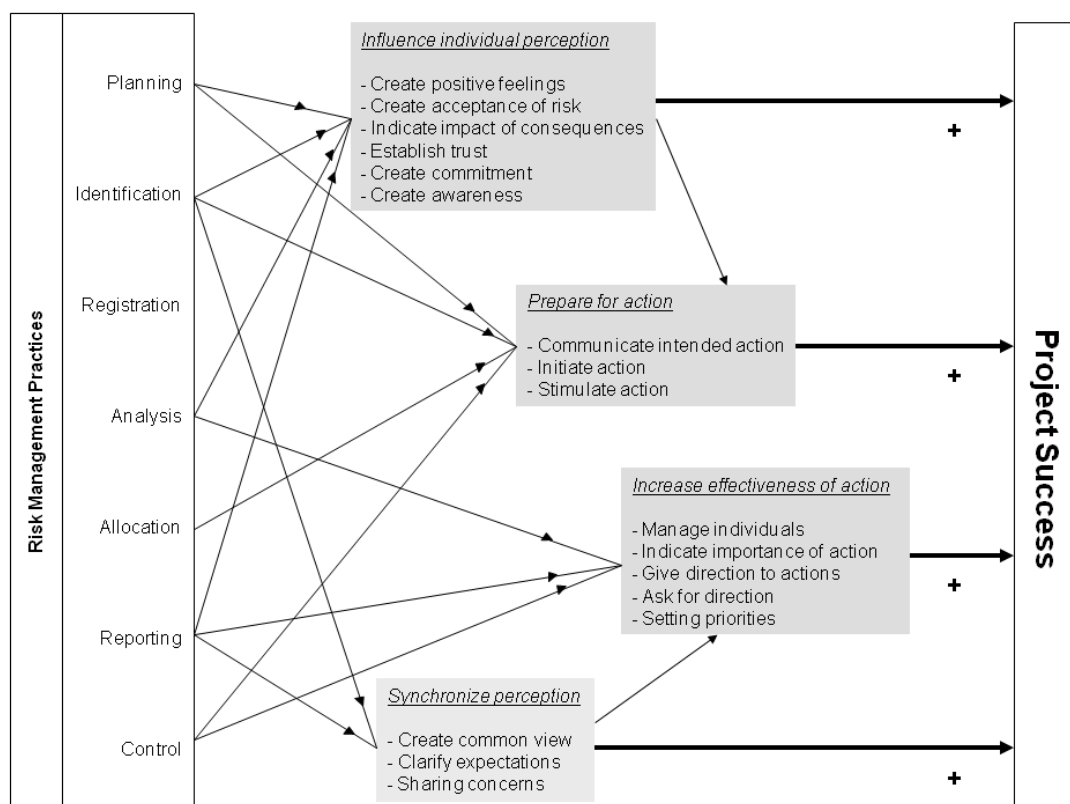 Risk Management Practices
Planning
Identification
Registration
Analysis
Allocation
Reporting
Control
Influence individual perception
- Create positive feelings
- Create acceptance of risk
- Indicate impact of consequences
- Establish trust
- Create commitment
- Create awareness
+
Prepare for action
- Communicate intended action
- Initiate action
- Stimulate action
+
Increase effectiveness of action
- Manage individuals
- Indicate importance of action
- Give direction to actions
- Ask for direction
- Setting priorities
+
Synchronize perception
- Create common view
- Clarify expectations
- Sharing concerns
+
Project Success